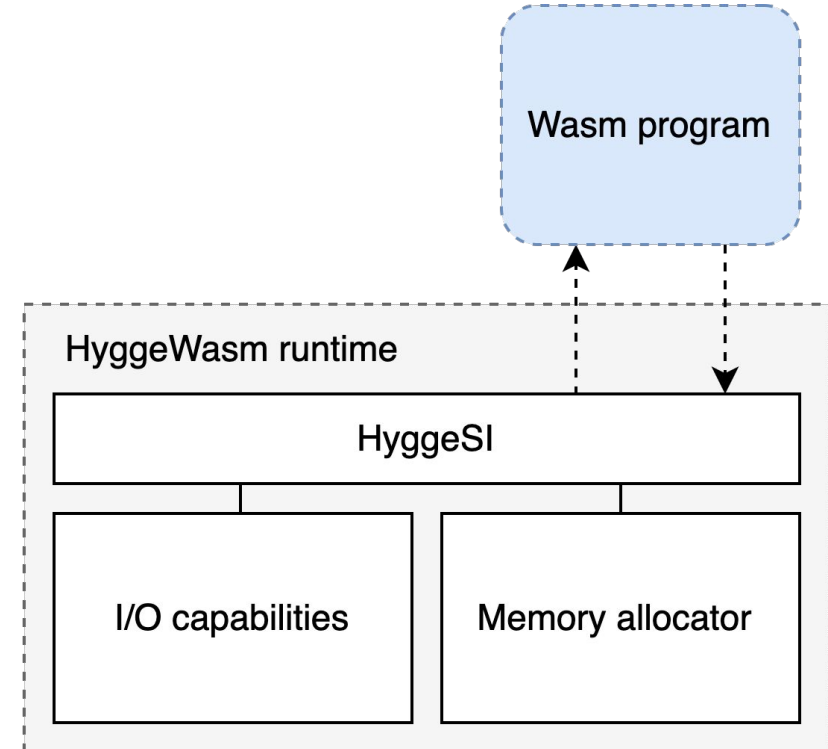 Wasm program
HyggeWasm runtime
HyggeSI
I/O capabilities
Memory allocator